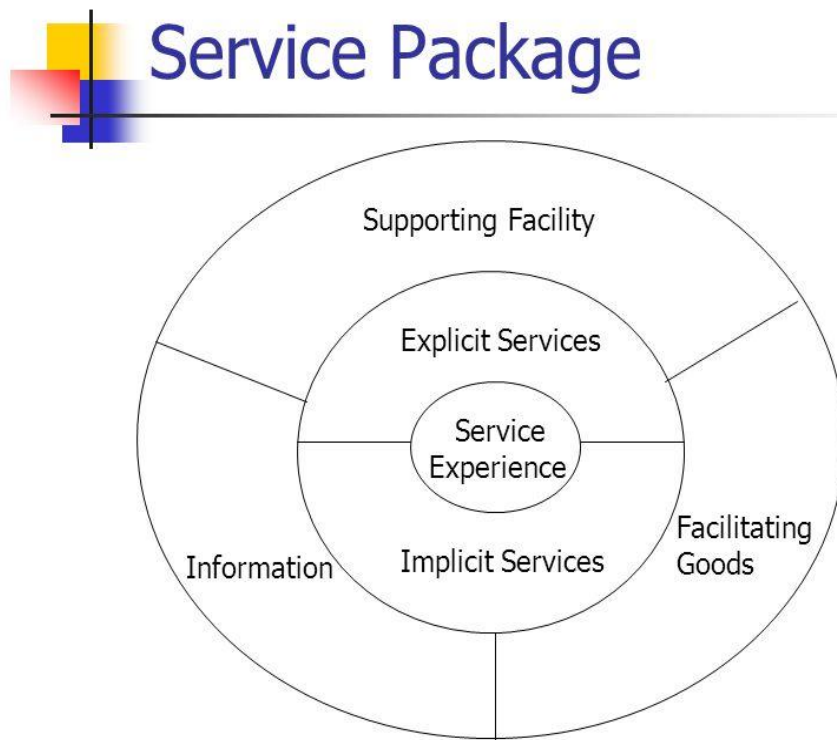 Service Package
Supporting Facility
Explicit Services
Service
Experience
Implicit Services
Information
Facilitating
Goods